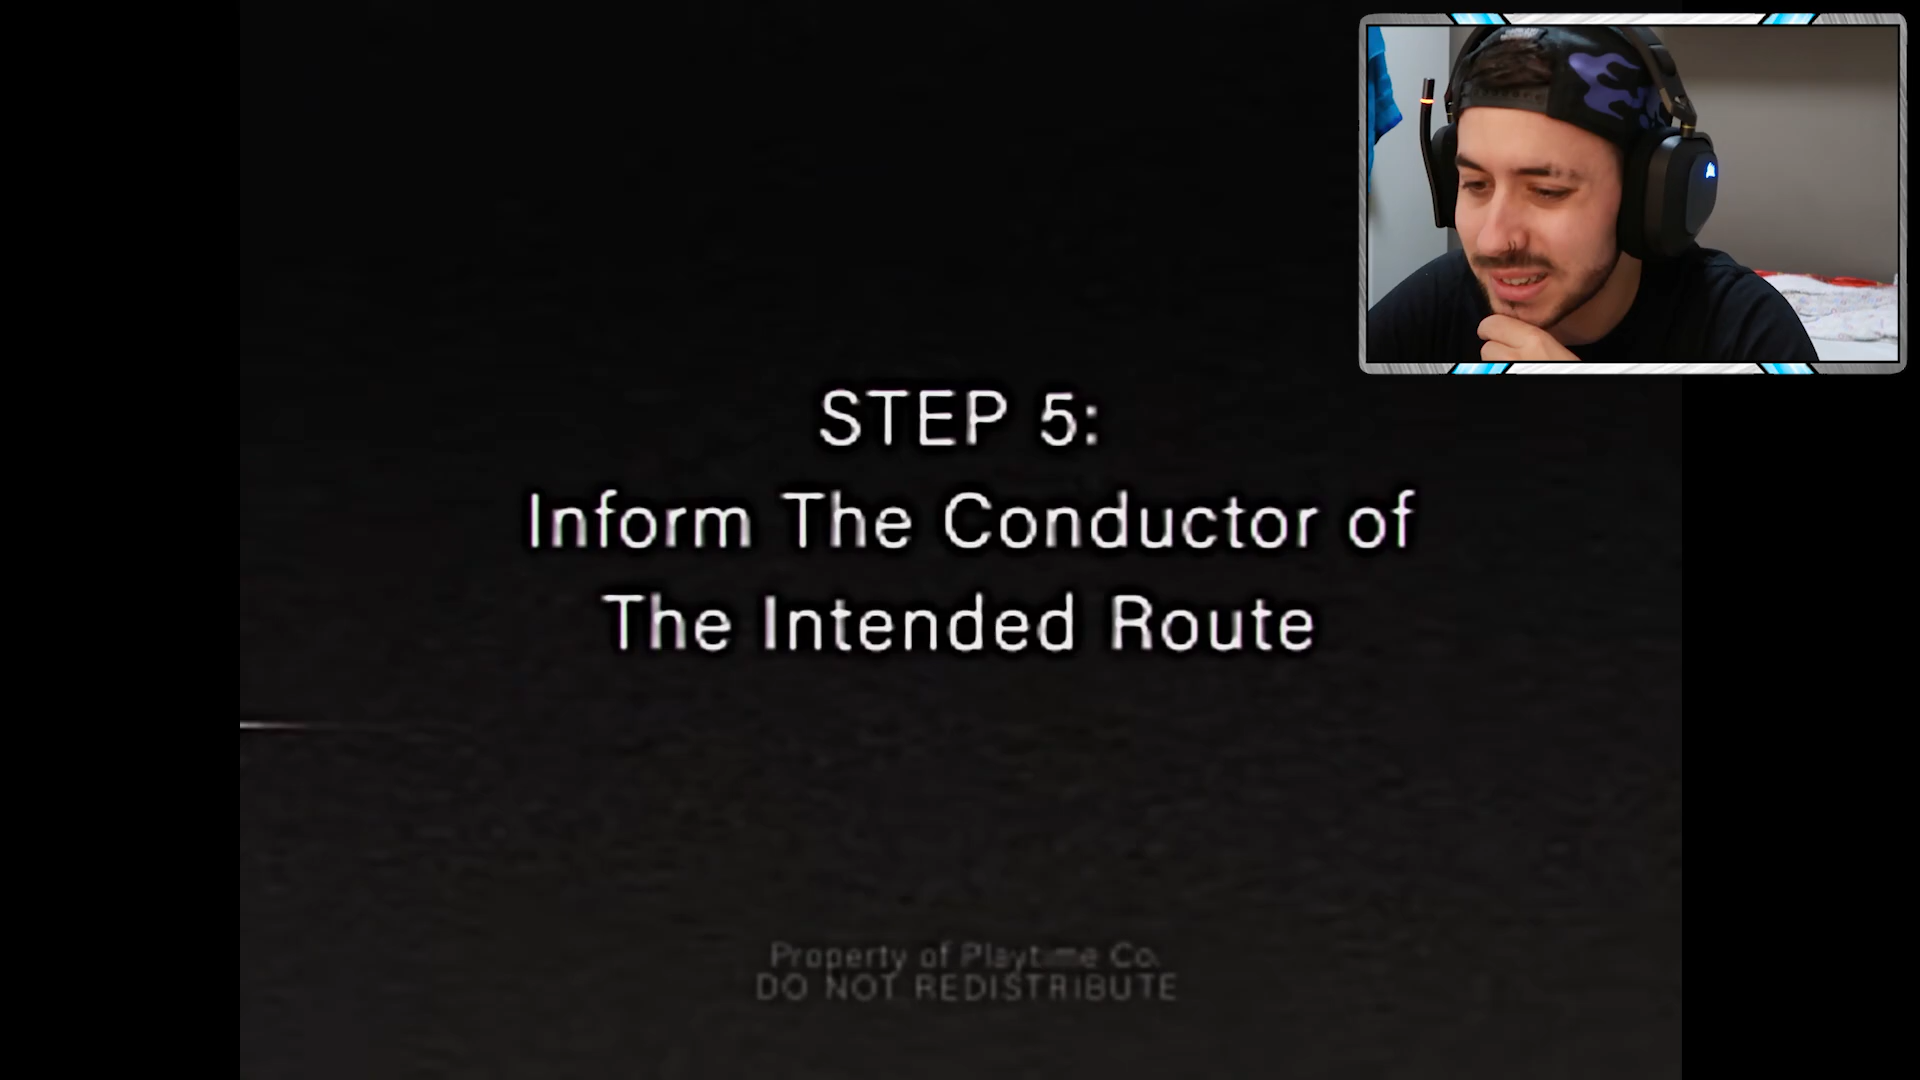 STEP 5:
Inform The Conductor of
The Intended Route
Property of Playtime Co.
DO NOT REDISTRIBUTE